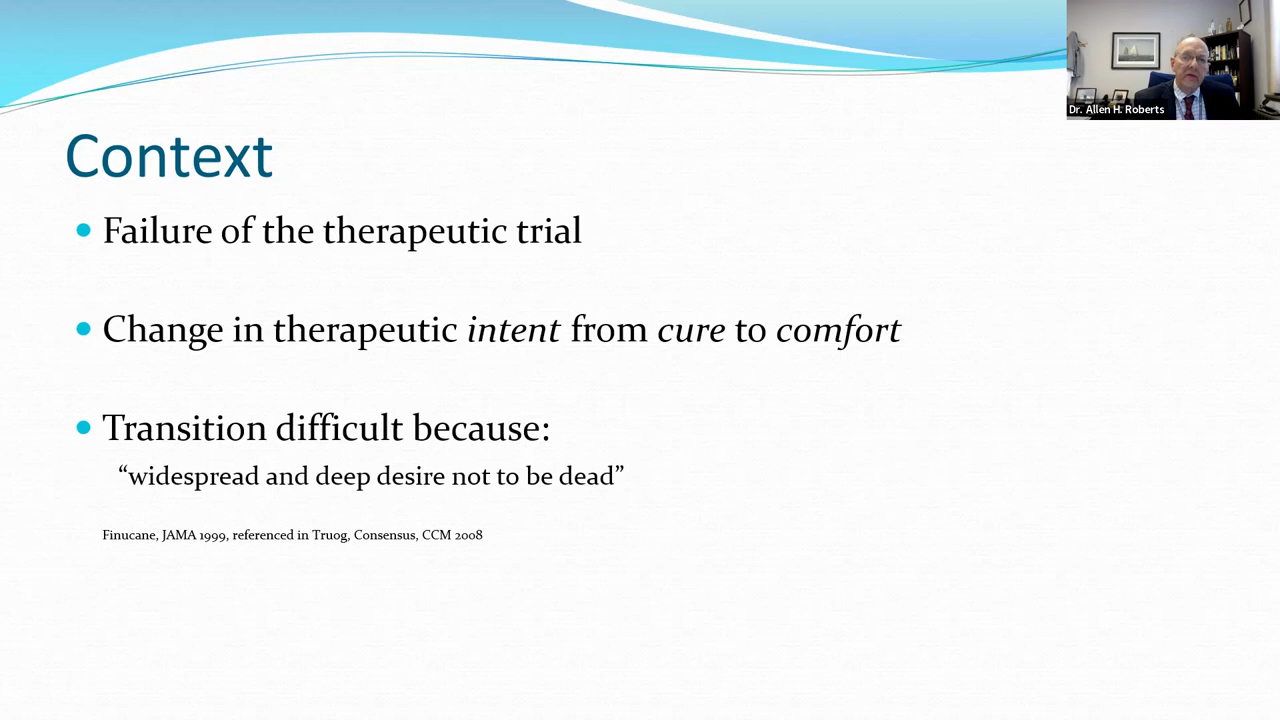 Dr. Allen H. Roberts
Context
• Failure of the therapeutic trial
• Change in therapeutic intent from cure to comfort
• Transition difficult because:
“widespread and deep desire not to be dead”
Finucane, JAMA 1999, referenced in Truog, Consensus, CCM 2008